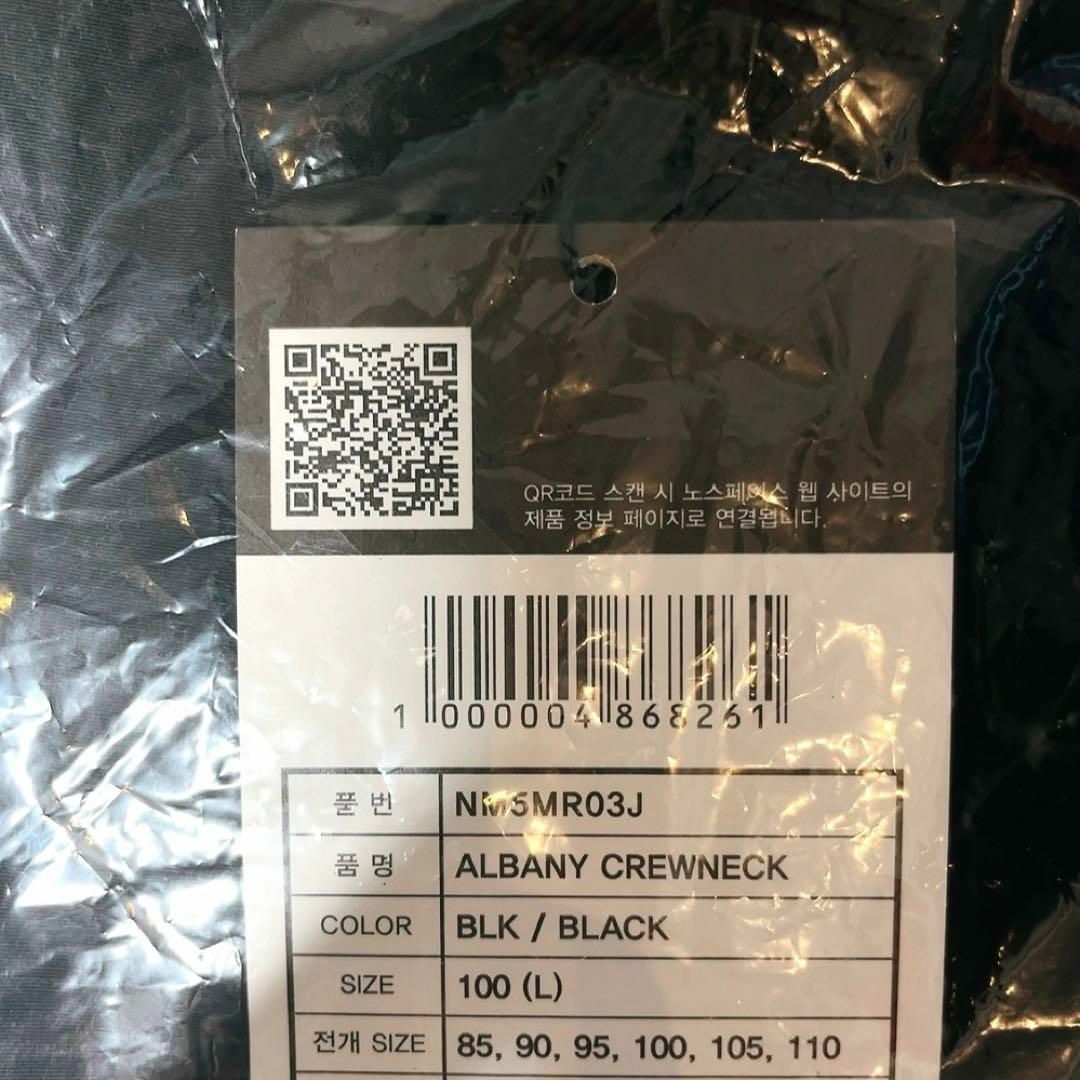 QR코드 스캔 시 노스페이스 웹 사이트의
제품 정보 페이지로 연결됩니다.
1 000004 868261
품 번 NM5MR03J
품 명 ALBANY CREWNECK
COLOR BLK / BLACK
SIZE 100 (L)
전개 SIZE 85, 90, 95, 100, 105, 110